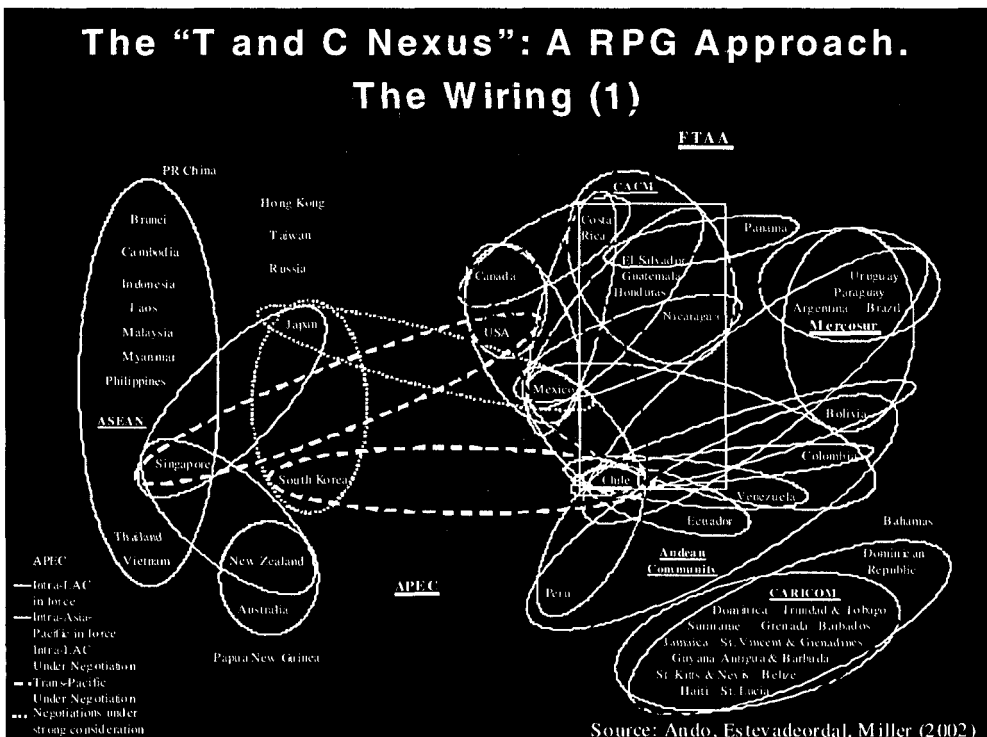 The “T and C Nexus”: A RPG Approach.
The Wiring (1)
FTAA
PR China
CACM
Brunei
Hong Kong
Costa
Rica
Panama
Cambodia
Taiwan
El Salvador
Indonesia
Russia
Canada
Guatemala
Uruguay
Honduras
Paraguay
Laos
Argentina Brazil
Malaysia
Japan
USA
Nicaragua
Mercosur
Myanmar
Philippines
Mexico
ASEAN
Bolivia
Singapore
South Korea
Chile
Colombia
Venezuela
Ecuador
Bahamas
Thailand
Vietnam
New Zealand
Andean
Community
Dominican
Republic
APEC
APEC
Peru
Intra-LAC
in force
Intra-Asia-
Pacific in force
Intra-LAC
Under Negotiation
Trans-Pacific
Under Negotiation
Negotiations under
strong consideration
Australia
Papua New Guinea
CARICOM
Dominica Trinidad & Tobago
Suriname Grenada Barbados
Jamaica St. Vincent & Grenadines
Guyana Antigua & Barbuda
St. Kitts & Nevis Belize
Haiti St. Lucia
Source: Ando, Estevadeordal, Miller (2002)